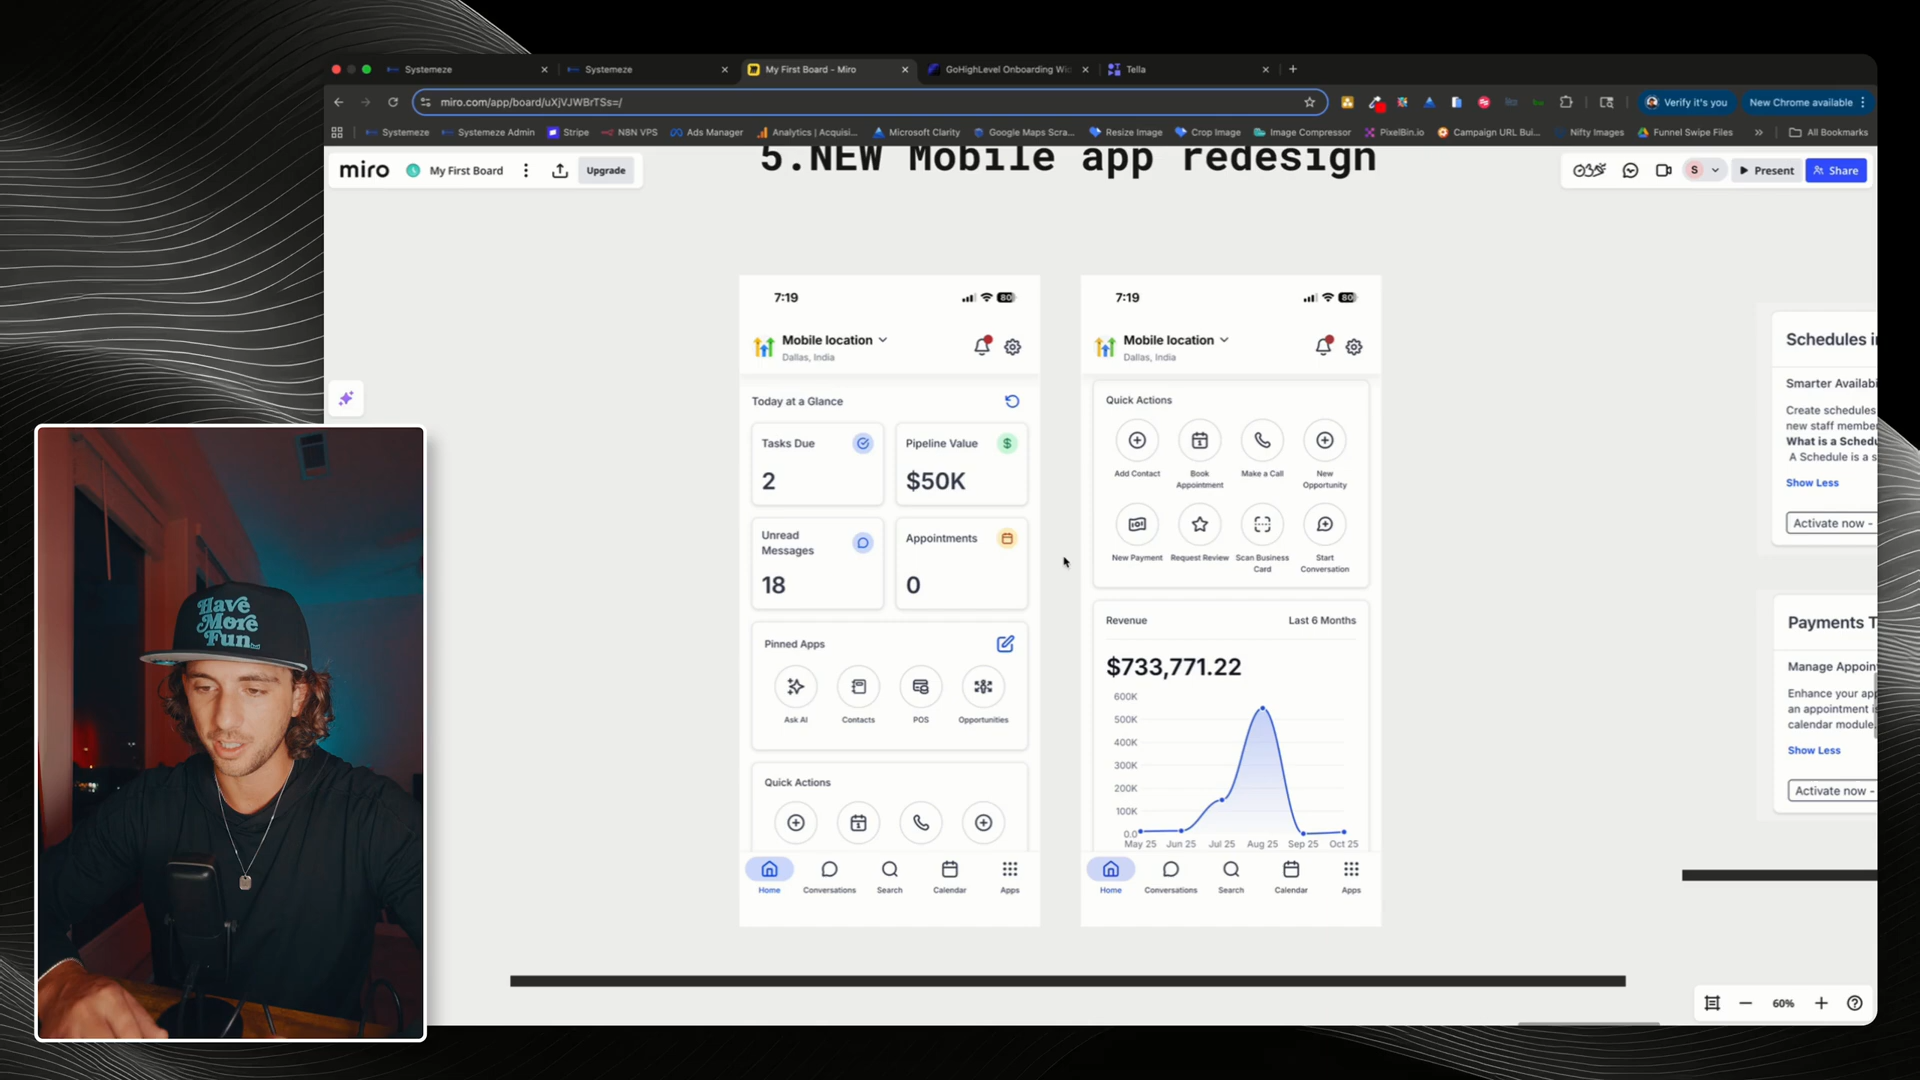 Systemeze
Systemeze
My First Board - Miro
GoHighLevel Onboarding Wi
Tella
miro.com/app/board/uXjVJWBrTSs=/
Verify it's you
New Chrome available
Systemeze
Systemeze Admin
Stripe
N8N VPS
Ads Manager
Analytics | Acquisi...
Microsoft Clarity
Google Maps Scra...
Resize Image
Crop Image
Image Compressor
PixelBin.io
Campaign URL Bui...
Nifty Images
Funnel Swipe Files
All Bookmarks
miro
My First Board
Upgrade
5.NEW Mobile app redesign
S
Present
Share
7:19
80
Mobile location
Dallas, India
Today at a Glance
Tasks Due
2
Pipeline Value
$
$50K
Unread
Messages
18
Appointments
0
Pinned Apps
Ask AI
Contacts
POS
Opportunities
Quick Actions
Home
Conversations
Search
Calendar
Apps
7:19
80
Mobile location
Dallas, India
Quick Actions
Add Contact
Book
Appointment
Make a Call
New
Opportunity
New Payment
Request Review
Scan Business
Card
Start
Conversation
Revenue
Last 6 Months
$733,771.22
600K
500K
400K
300K
200K
100K
0.0
May 25
Jun 25
Jul 25
Aug 25
Sep 25
Oct 25
Home
Conversations
Search
Calendar
Apps
Schedules i
Smarter Availabi
Create schedules
new staff membe
What is a Schedu
A Schedule is a s
Show Less
Activate now -
Payments T
Manage Appoin
Enhance your app
an appointment i
calendar module
Show Less
Activate now -
60%
Have
More
Fun